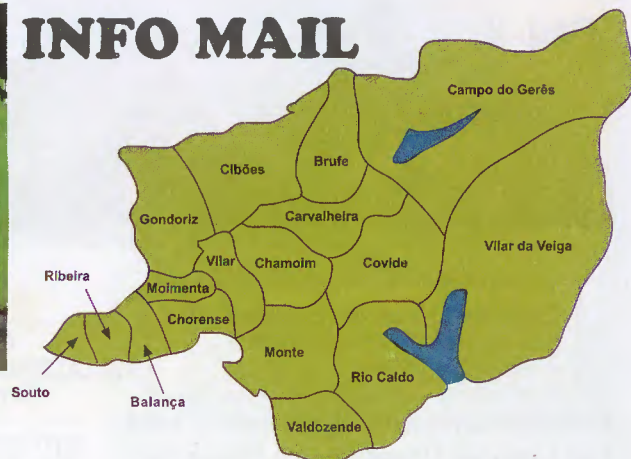 INFO MAIL
Campo do Gerês
Brufe
Cibões
Carvalheira
Gondoriz
Vilar da Veiga
Vilar
Chamoim
Covide
Ribeira
Moimenta
Chorense
Monte
Rio Caldo
Souto
Balança
Valdozende